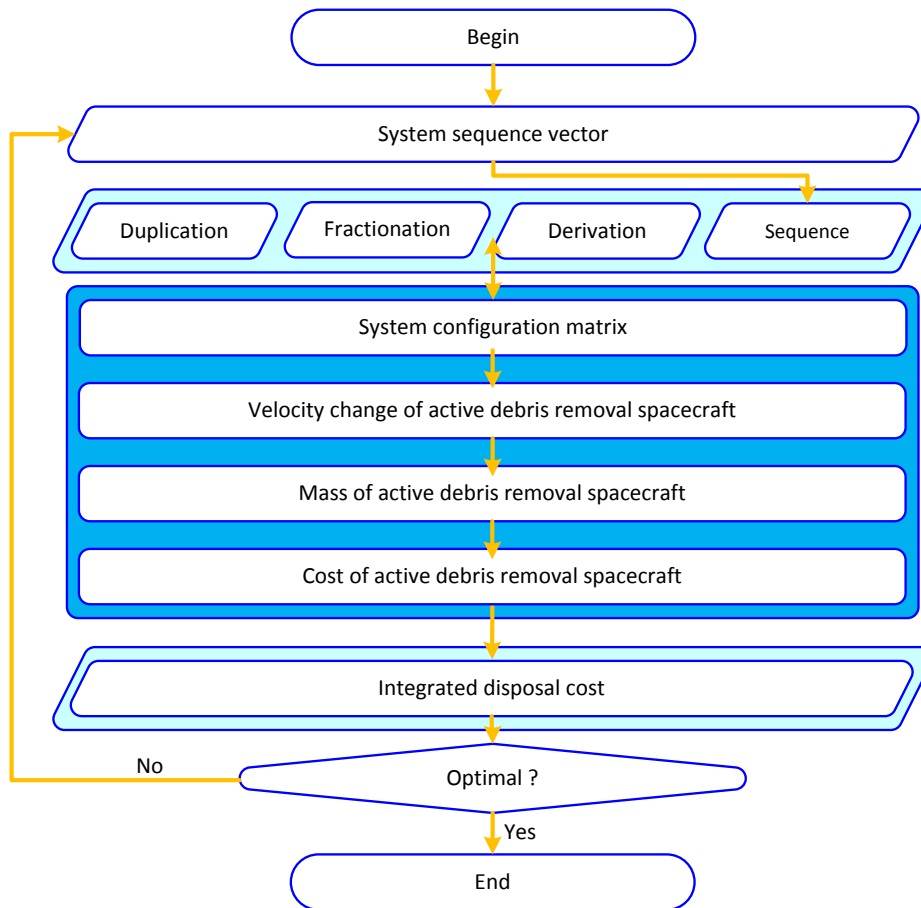 Begin
System sequence vector
Duplication
Fractionation
Derivation
Sequence
System configuration matrix
Velocity change of active debris removal spacecraft
Mass of active debris removal spacecraft
Cost of active debris removal spacecraft
Integrated disposal cost
No
Optimal ?
Yes
End